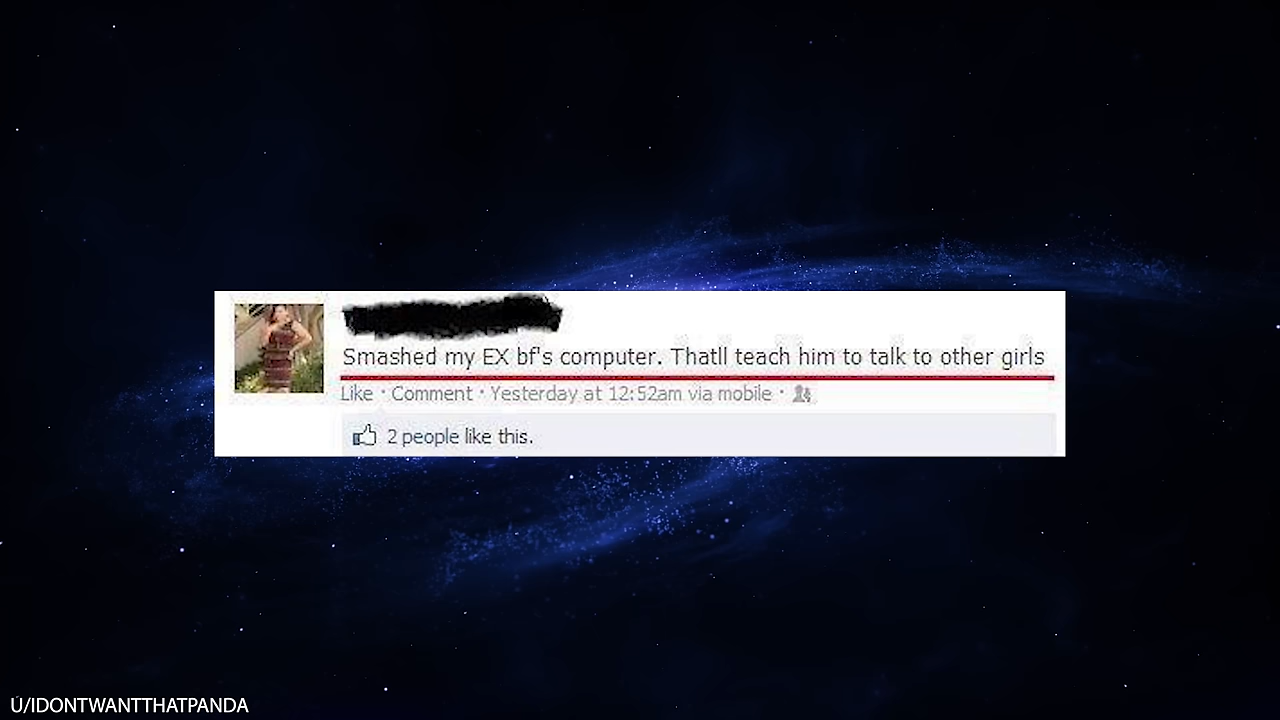 Smashed my EX bf's computer. Thatll teach him to talk to other girls
Like · Comment · Yesterday at 12:52am via mobile ·
2 people like this.
U/IDONTWANTTHATPANDA